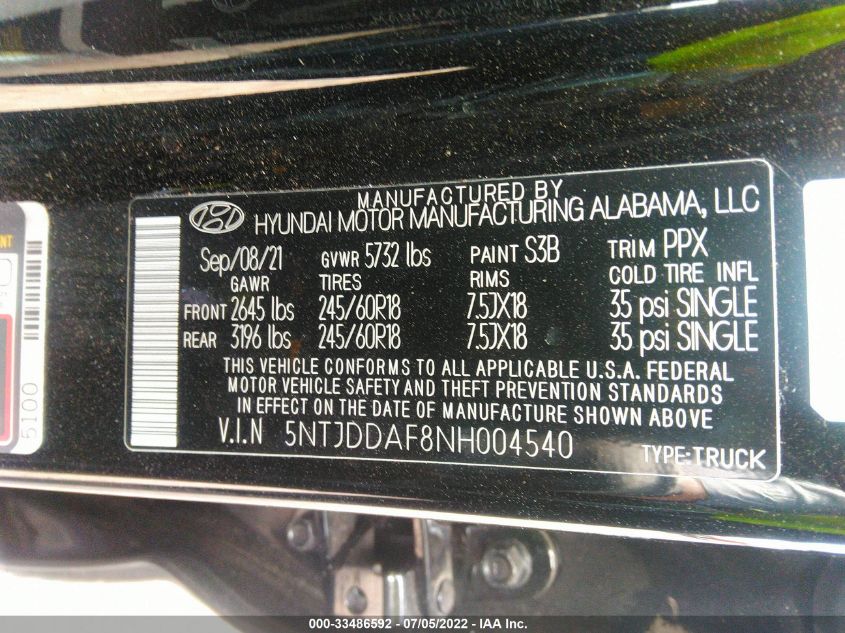 MANUFACTURED BY
HYUNDAI MOTOR MANUFACTURING ALABAMA, LLC
Sep/08/21 GVWR 5732 lbs PAINT S3B TRIM PPX
GAWR TIRES RIMS COLD TIRE INFL
FRONT 2645 lbs 245/60R18 7.5JX18 35 psi SINGLE
REAR 3196 lbs 245/60R18 7.5JX18 35 psi SINGLE
THIS VEHICLE CONFORMS TO ALL APPLICABLE U.S.A. FEDERAL
MOTOR VEHICLE SAFETY AND THEFT PREVENTION STANDARDS
IN EFFECT ON THE DATE OF MANUFACTURE SHOWN ABOVE
V.I.N 5NTJDDAF8NH004540 TYPE:TRUCK
5100
000-33486592 - 07/05/2022 - IAA Inc.